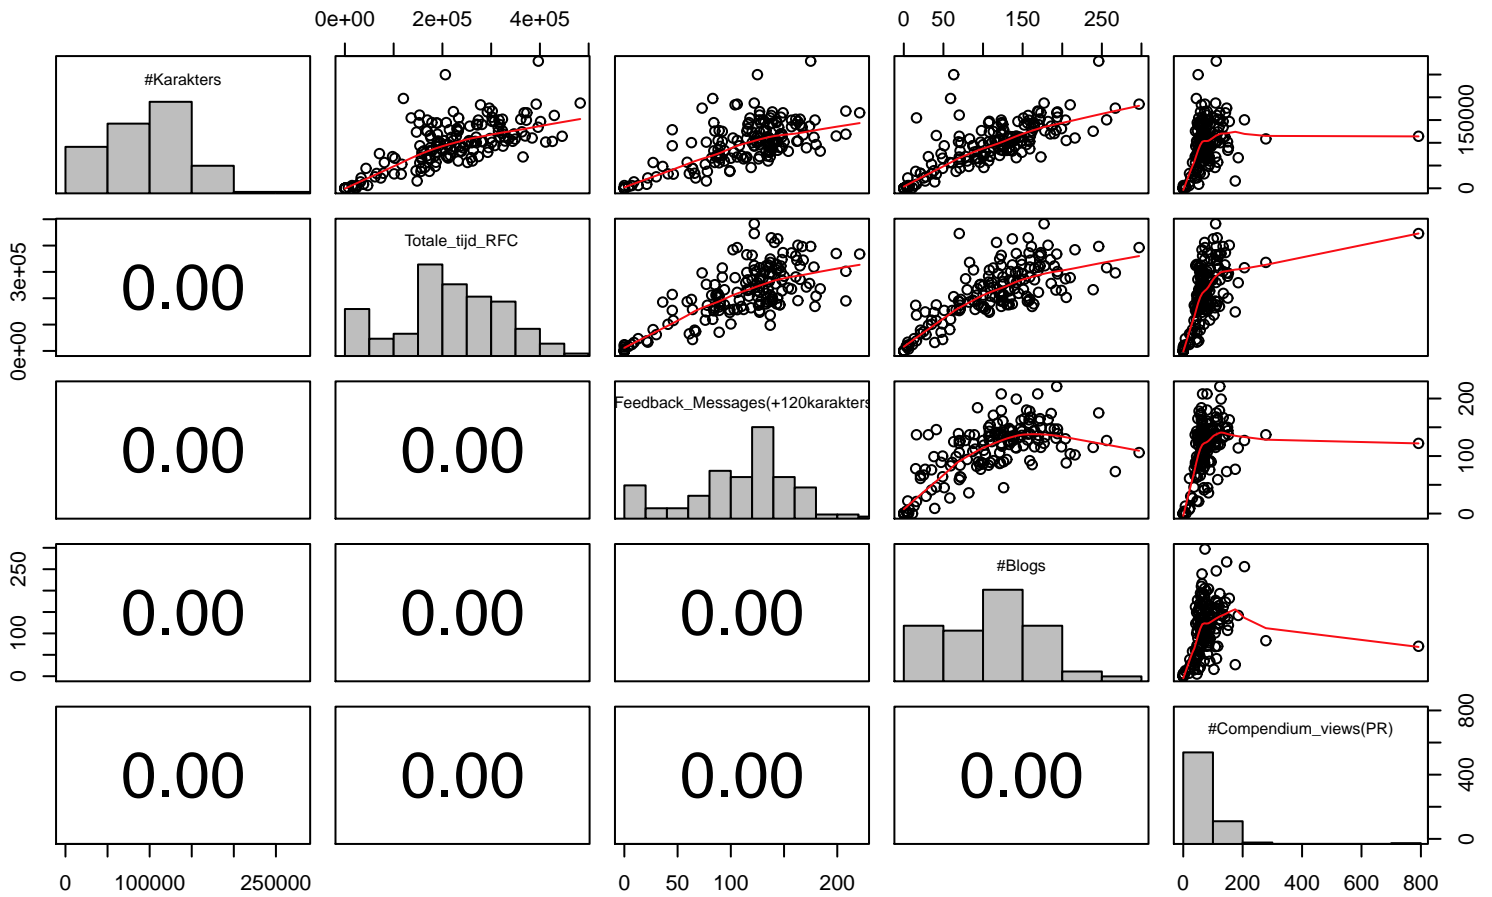 0e+00 2e+05 4e+05 0 50 150 250
#Karakters
0 150000
Totale_tijd_RFC
0e+00 3e+05
0.00
Feedback_Messages(+120karakters
0.00 0.00
0 100 200
#Blogs
0 100 250
0.00 0.00 0.00
#Compendium_views(PR)
0.00 0.00 0.00 0.00
0 400 800
0 100000 250000 0 50 100 200 0 200 400 600 800